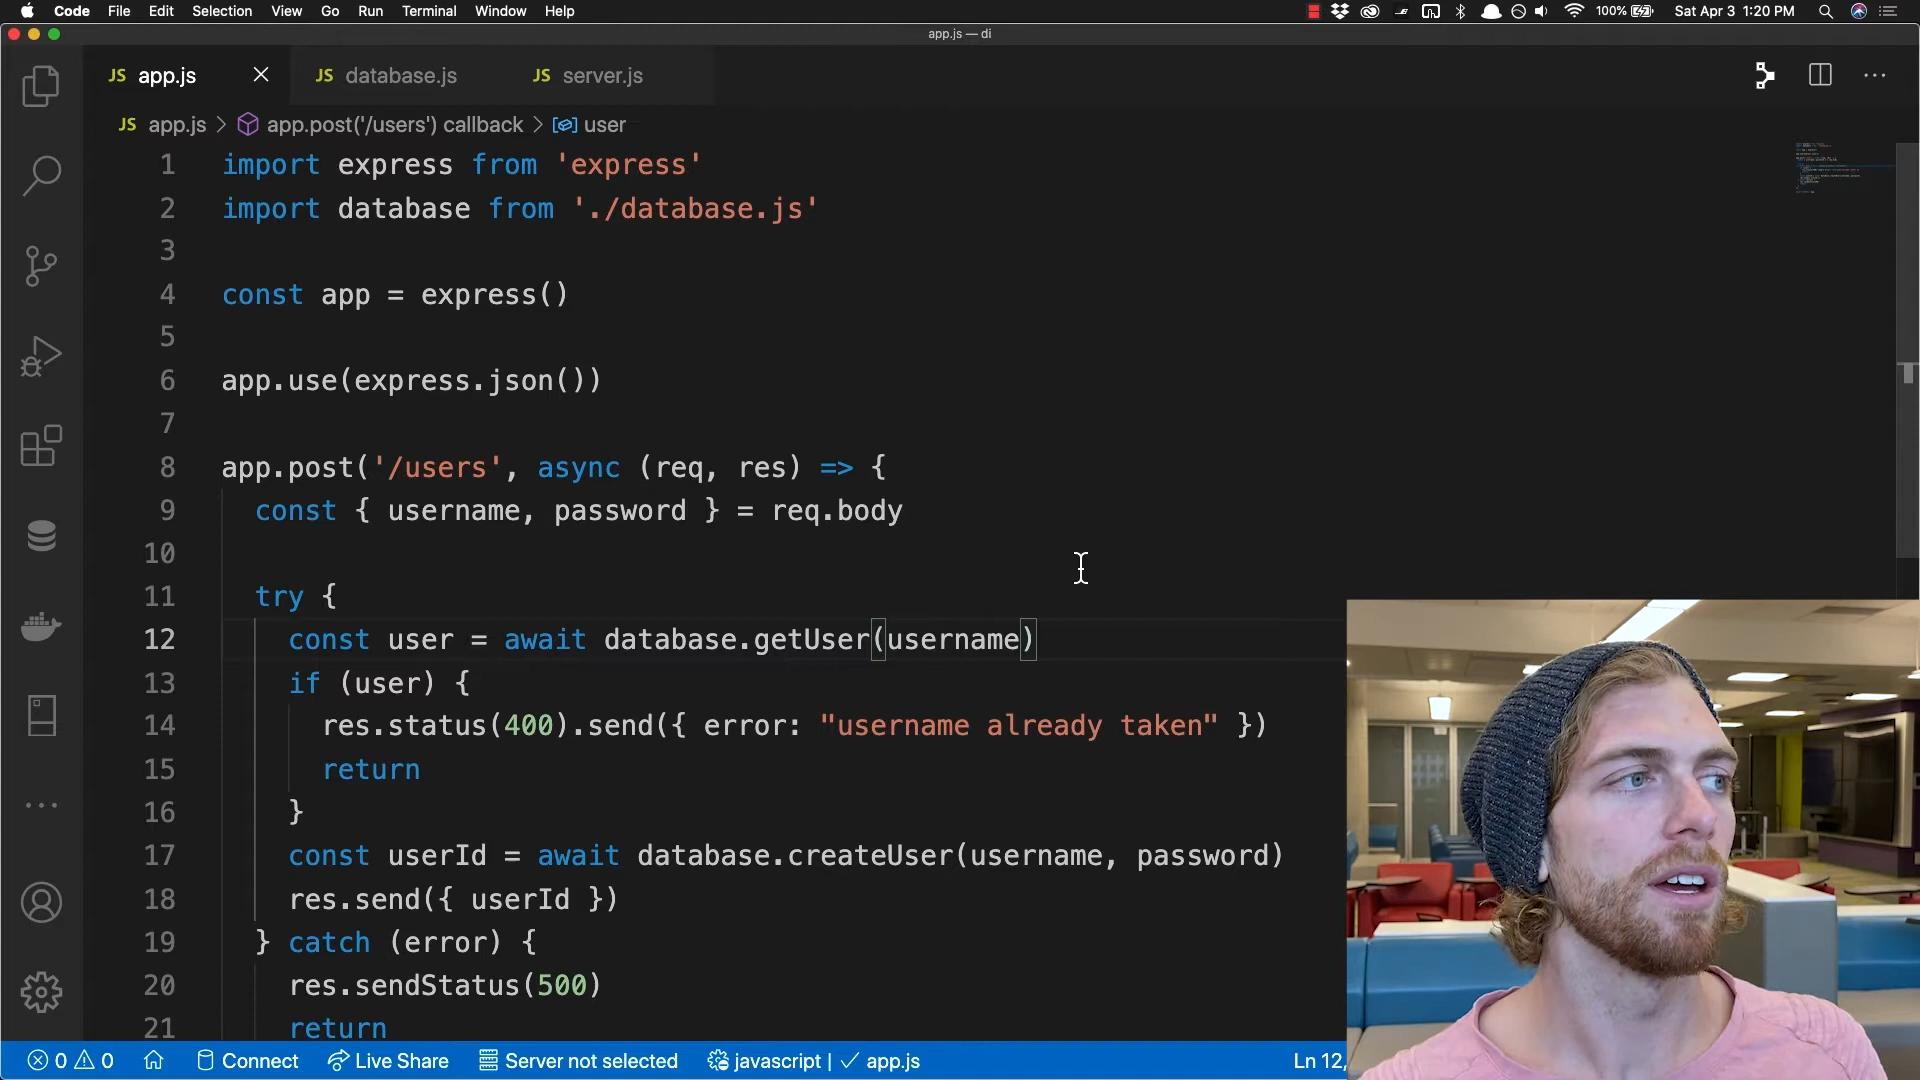 Code File Edit Selection View Go Run Terminal Window Help 100% Sat Apr 3 1:20 PM
app.js — di
JS app.js JS database.js JS server.js
JS app.js > app.post('/users') callback > user
1 import express from 'express'
2 import database from './database.js'
3
4 const app = express()
5
6 app.use(express.json())
7
8 app.post('/users', async (req, res) => {
9 const { username, password } = req.body
10
11 try {
12 const user = await database.getUser(username)
13 if (user) {
14 res.status(400).send({ error: "username already taken" })
15 return
16 }
17 const userId = await database.createUser(username, password)
18 res.send({ userId })
19 } catch (error) {
20 res.sendStatus(500)
21 return
0 0 Connect Live Share Server not selected javascript | ✓ app.js Ln 12,